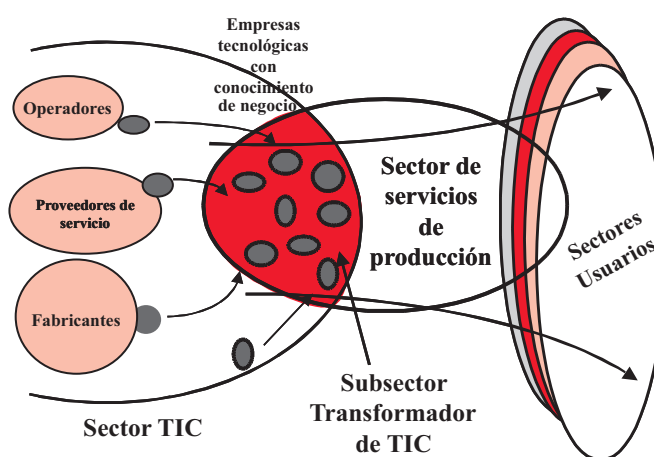 Empresas
tecnológicas
con
conocimiento
de negocio
Operadores
Proveedores de
servicio
Fabricantes
Sector de
servicios
de
producción
Sectores
Usuarios
Subsector
Transformador
de TIC
Sector TIC